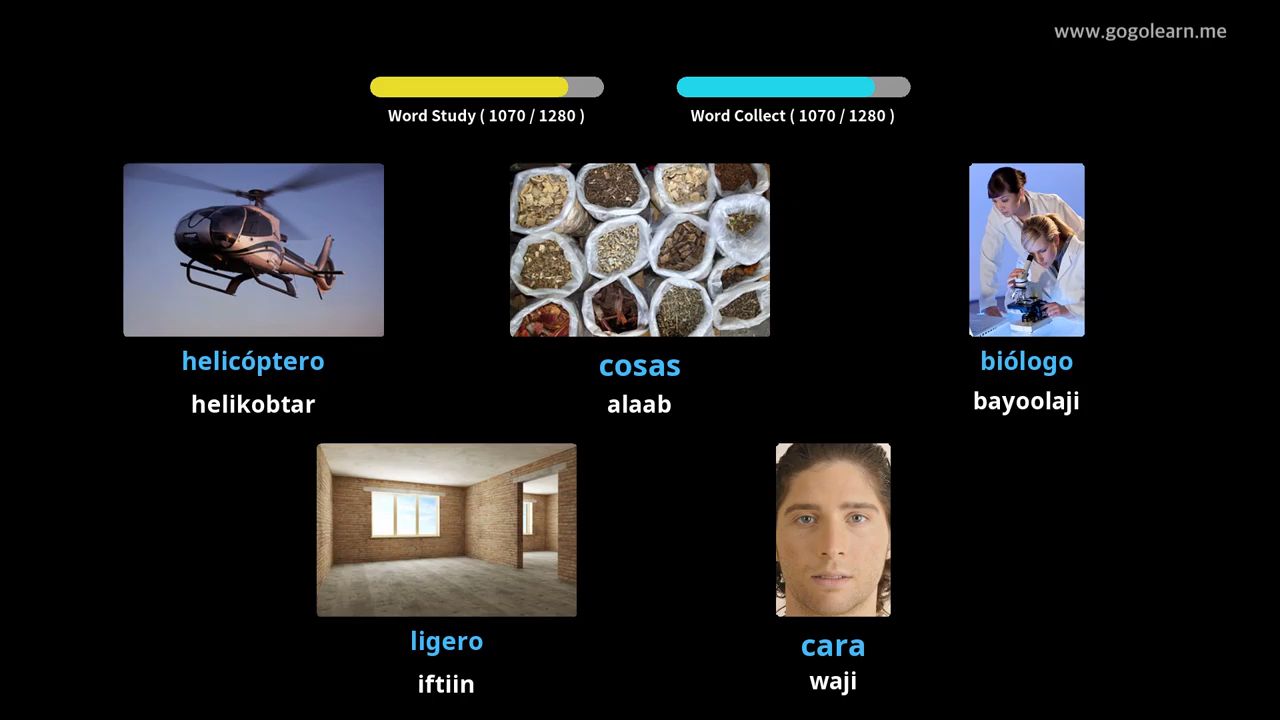 www.gogolearn.me
Word Study ( 1070 / 1280 )
Word Collect ( 1070 / 1280 )
helicóptero
helikobtar
cosas
alaab
biólogo
bayoolaji
ligero
iftiin
cara
waji